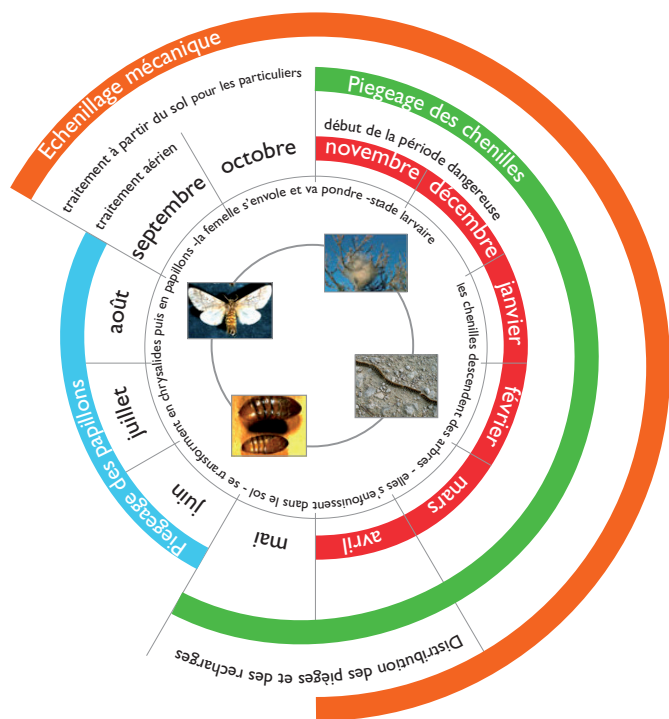 Echenillage mécanique
traitement à partir du sol pour les particuliers
traitement aérien
Piegeage des chenilles
début de la période dangereuse
septembre
octobre
novembre
décembre
janvier
février
mars
avril
mai
juin
juillet
août
les chenilles descendent des arbres - elles s'enfouissent dans le sol - se transforment en chrysalides puis en papillons -la femelle s'envole et va pondre -stade larvaire
Piegeage des papillons
Distribution des pièges et des recharges